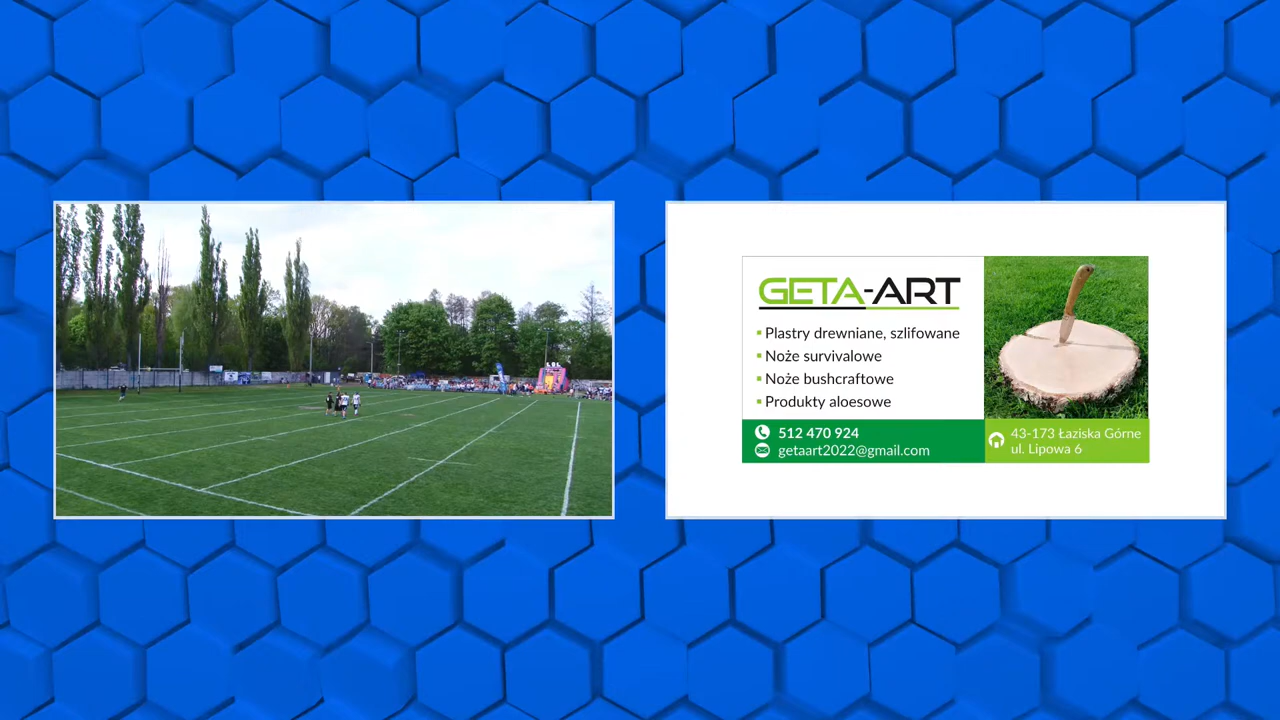 GETA-ART
Plastry drewniane, szlifowane
Noże survivalowe
Noże bushcraftowe
Produkty aloesowe
512 470 924
getaart2022@gmail.com
43-173 Łaziska Górne
ul. Lipowa 6